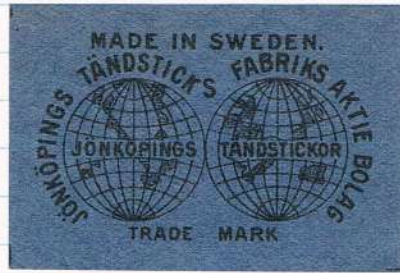 MADE IN SWEDEN.
JÖNKÖPINGS TÄNDSTICKS FABRIKS AKTIE BOLAG
JÖNKÖPINGS TÄNDSTICKOR
TRADE MARK